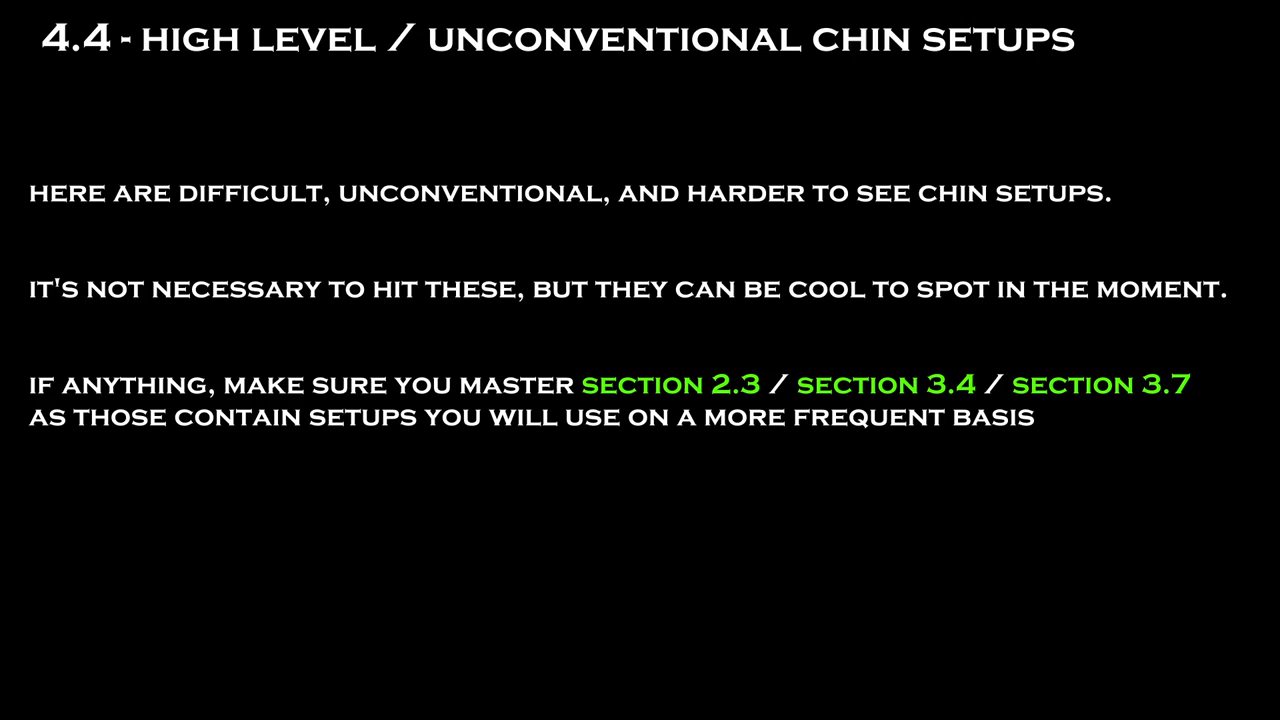 4.4 - HIGH LEVEL / UNCONVENTIONAL CHIN SETUPS
HERE ARE DIFFICULT, UNCONVENTIONAL, AND HARDER TO SEE CHIN SETUPS.
IT'S NOT NECESSARY TO HIT THESE, BUT THEY CAN BE COOL TO SPOT IN THE MOMENT.
IF ANYTHING, MAKE SURE YOU MASTER SECTION 2.3 / SECTION 3.4 / SECTION 3.7
AS THOSE CONTAIN SETUPS YOU WILL USE ON A MORE FREQUENT BASIS